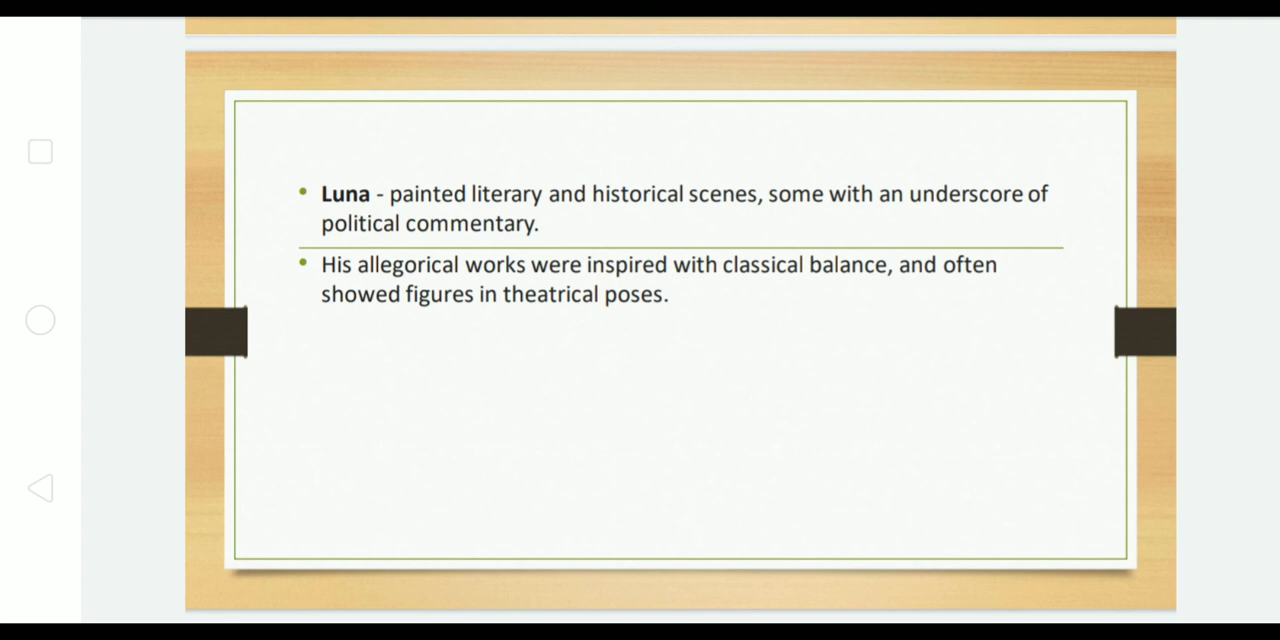 Luna - painted literary and historical scenes, some with an underscore of
political commentary.
His allegorical works were inspired with classical balance, and often
showed figures in theatrical poses.